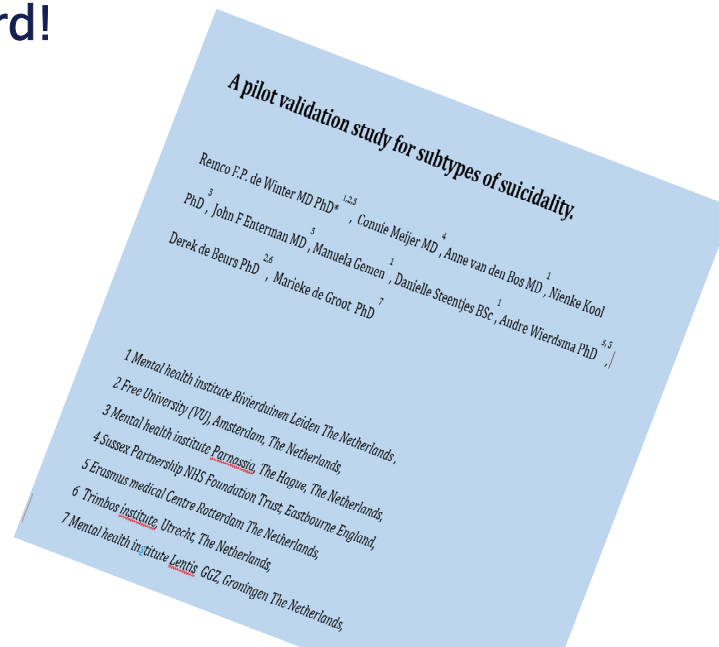 rd!
A pilot validation study for subtypes of suicidality.
Remco F.P. de Winter MD PhD* 1,2,3 , Connie Meijer MD 4 , Anne van den Bos MD 1 , Nienke Kool
PhD 3 , John F Enterman MD 3 , Manuela Gemen 1 , Danielle Steentjes BSc 1 , Andre Wierdsma PhD 3, 5 ,
Derek de Beurs PhD 2,6 , Marieke de Groot PhD 7
1 Mental health institute Rivierduinen Leiden The Netherlands,
2 Free University (VU), Amsterdam, The Netherlands,
3 Mental health institute Parnassia, The Hague, The Netherlands,
4 Sussex Partnership NHS Foundation Trust, Eastbourne England,
5 Erasmus medical Centre Rotterdam The Netherlands,
6 Trimbos institute, Utrecht, The Netherlands,
7 Mental health institute Lentis GGZ, Groningen The Netherlands,